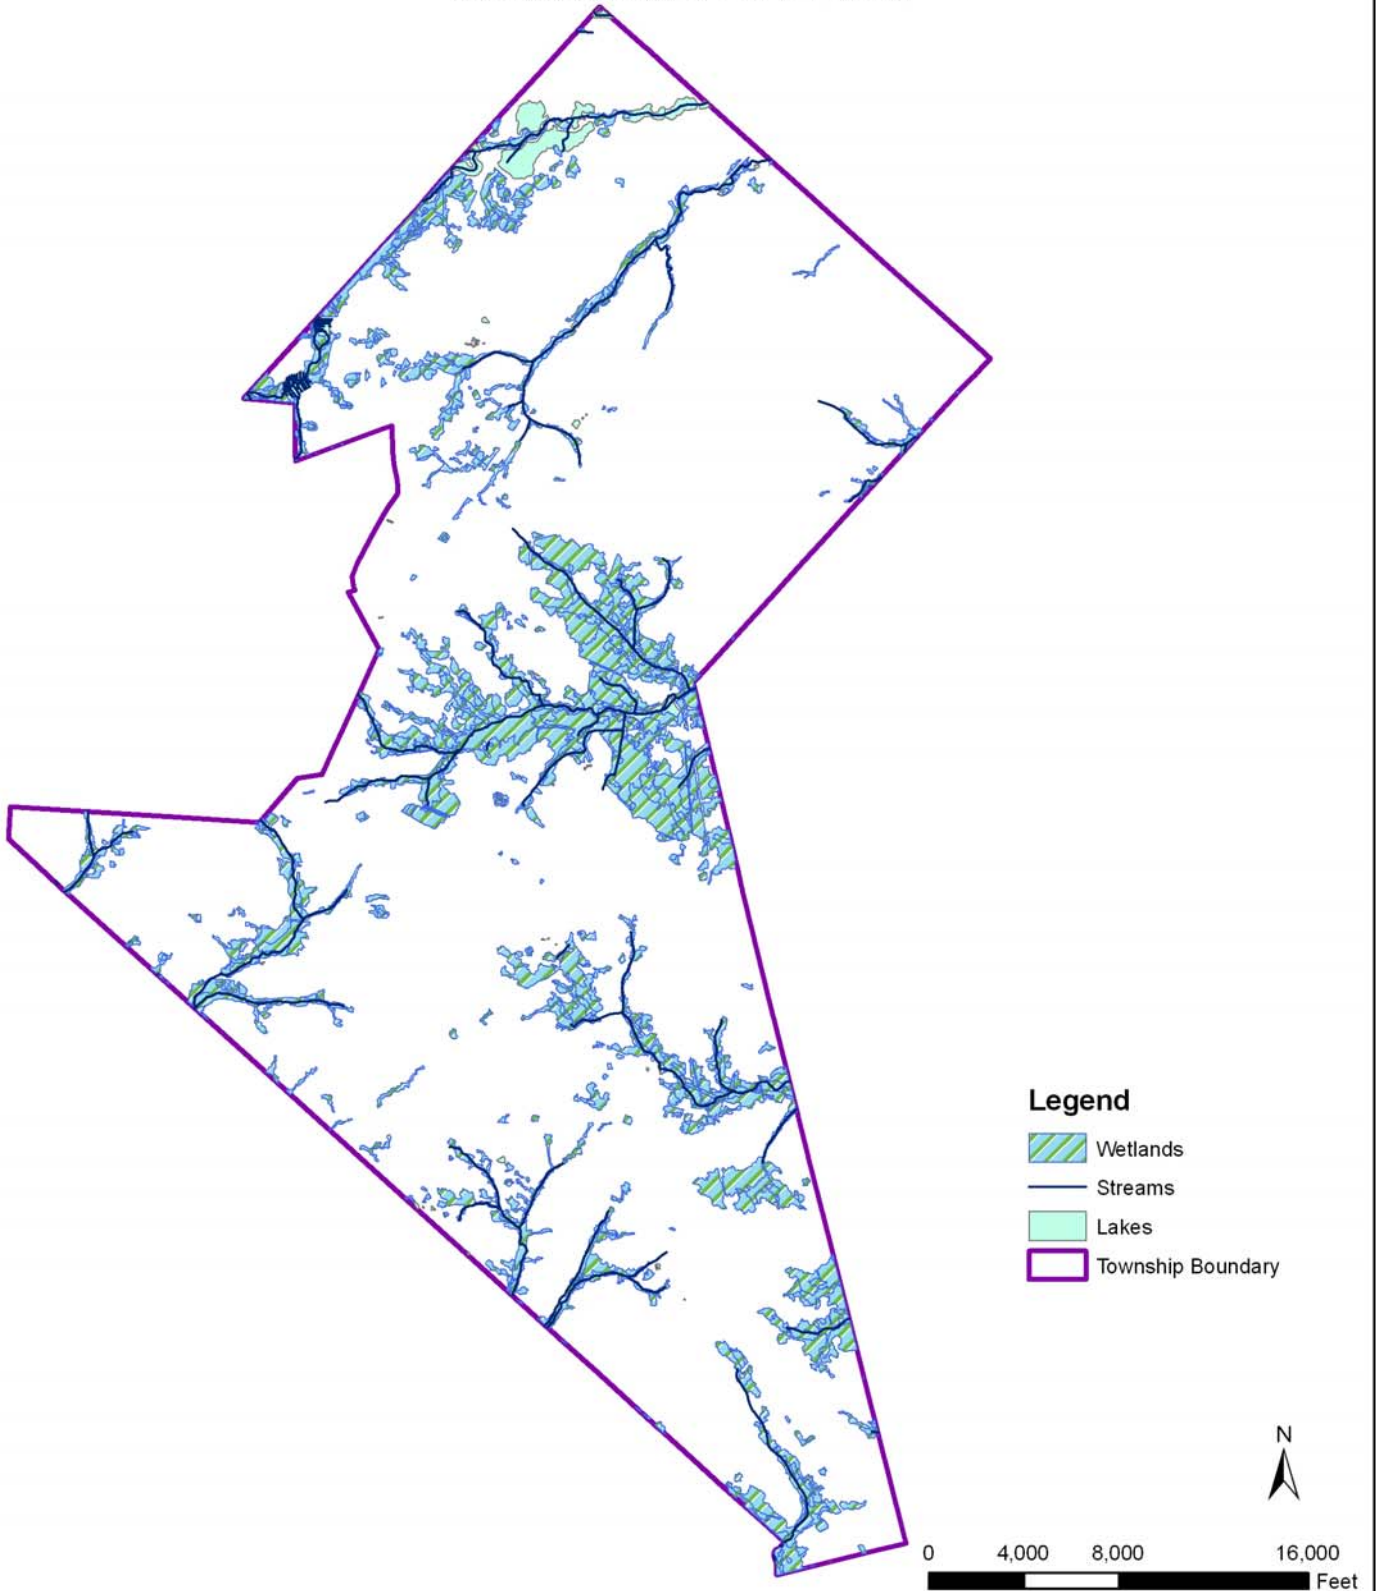 Legend
Wetlands
Streams
Lakes
Township Boundary
N
0 4,000 8,000 16,000
Feet